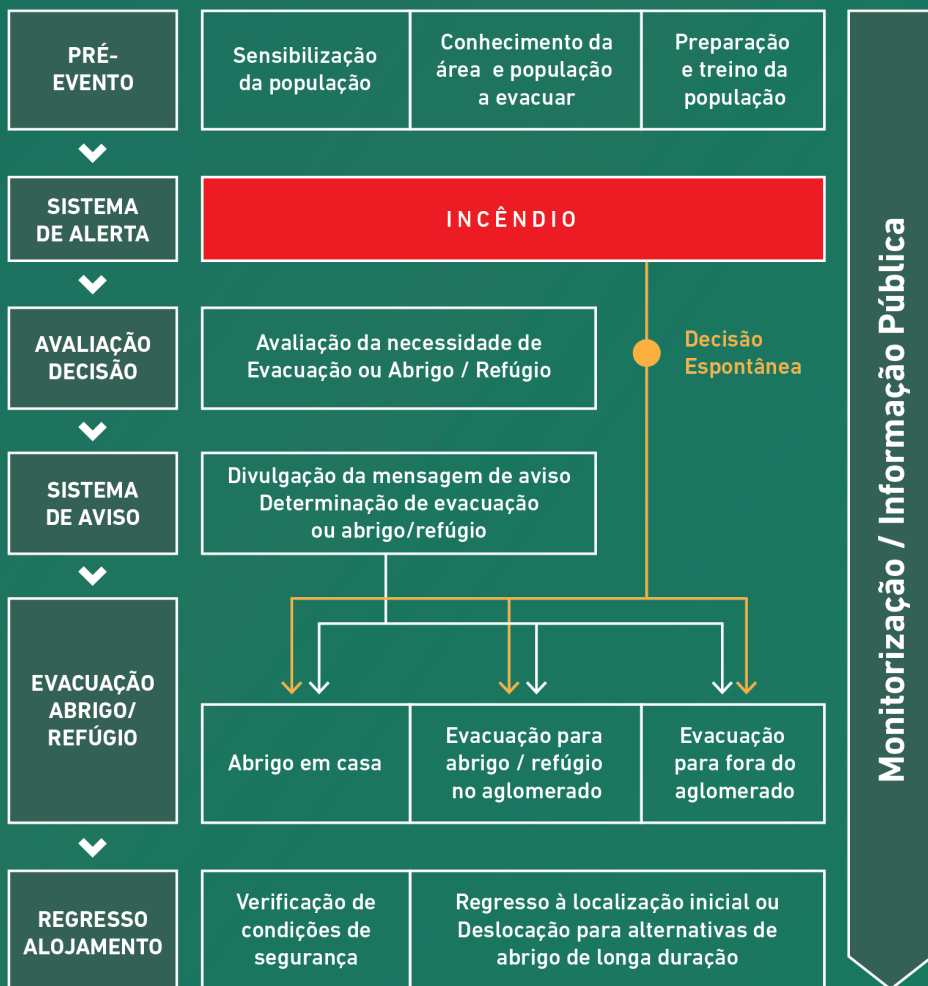 PRÉ-
EVENTO
Sensibilização
da população
Conhecimento da
área e população
a evacuar
Preparação
e treino da
população
SISTEMA
DE ALERTA
INCÊNDIO
AVALIAÇÃO
DECISÃO
Avaliação da necessidade de
Evacuação ou Abrigo / Refúgio
Decisão
Espontânea
SISTEMA
DE AVISO
Divulgação da mensagem de aviso
Determinação de evacuação
ou abrigo/refúgio
EVACUAÇÃO
ABRIGO/
REFÚGIO
Abrigo em casa
Evacuação para
abrigo / refúgio
no aglomerado
Evacuação
para fora do
aglomerado
REGRESSO
ALOJAMENTO
Verificação de
condições de
segurança
Regresso à localização inicial ou
Deslocação para alternativas de
abrigo de longa duração
Monitorização / Informação Pública